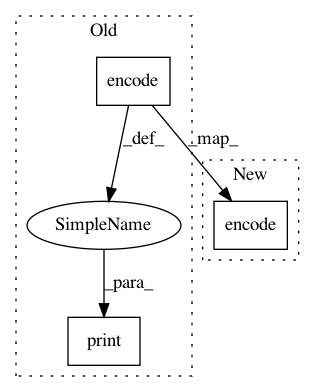 Old
encode
_def_
_map_
New
SimpleName
encode
_para_
print